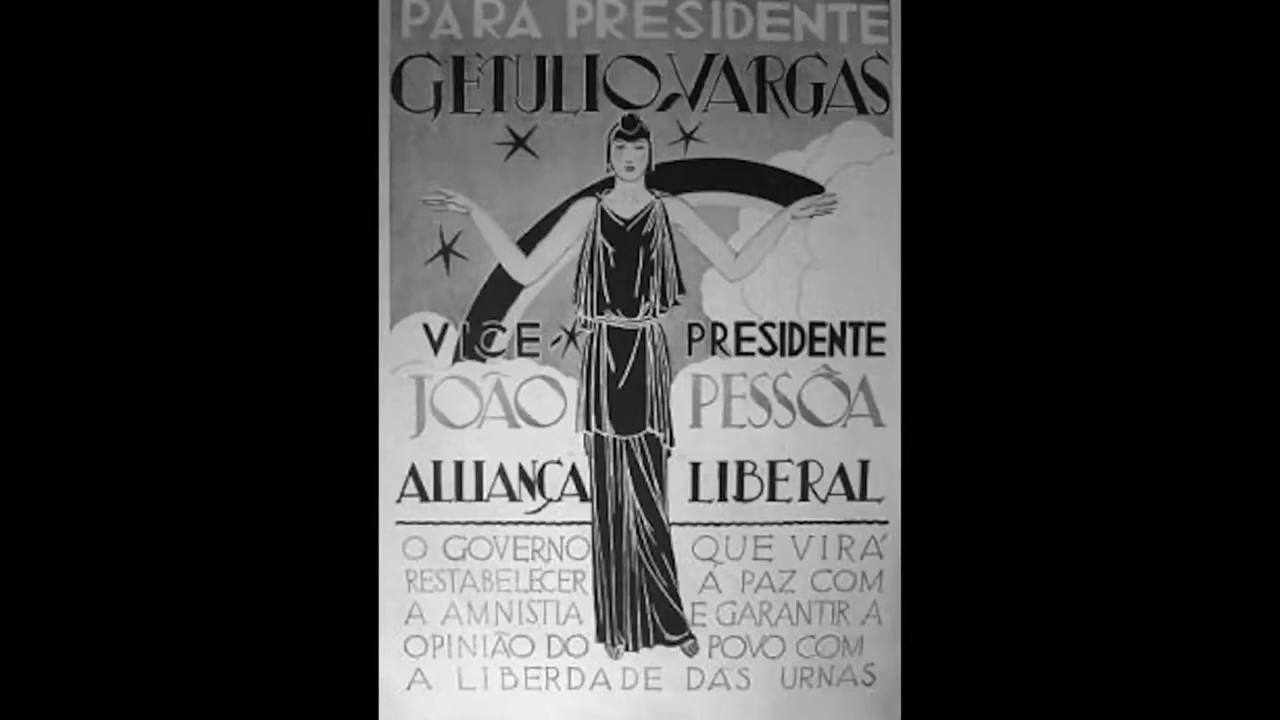 PARA PRESIDENTE
GETULIO VARGAS
VICE PRESIDENTE
JOÃO PESSÔA
ALLIANÇA LIBERAL
O GOVERNO QUE VIRÁ
RESTABELECER A PAZ COM
A AMNISTIA E GARANTIR A
OPINIÃO DO POVO COM
A LIBERDADE DAS URNAS